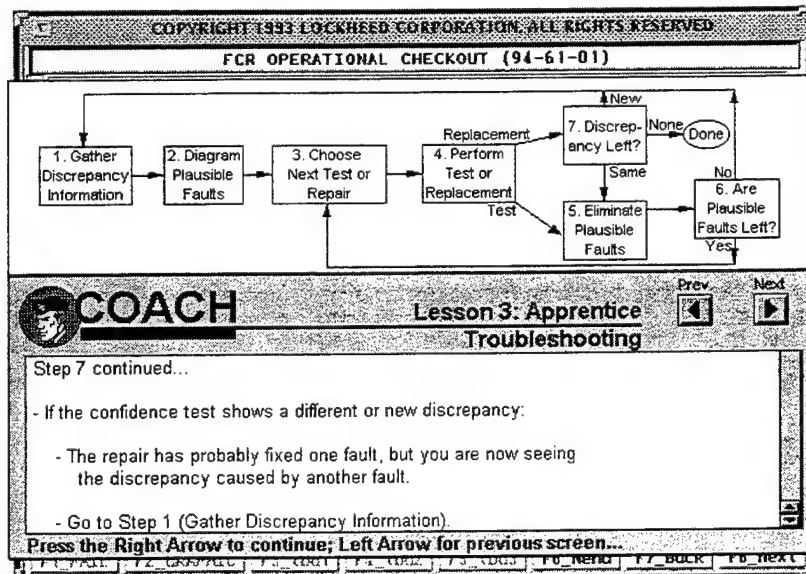 COPYRIGHT 1993 LOCKHEED CORPORATION, ALL RIGHTS RESERVED
FCR OPERATIONAL CHECKOUT (94-61-01)
1. Gather
Discrepancy
Information
2. Diagram
Plausible
Faults
3. Choose
Next Test or
Repair
4. Perform
Test or
Replacement
Replacement
Test
New
7. Discrep-
ancy Left?
None
Done
Same
5. Eliminate
Plausible
Faults
No
6. Are
Plausible
Faults Left?
Yes
COACH
Lesson 3: Apprentice
Troubleshooting
Prev
Next
Step 7 continued...
- If the confidence test shows a different or new discrepancy:
- The repair has probably fixed one fault, but you are now seeing
the discrepancy caused by another fault.
- Go to Step 1 (Gather Discrepancy Information).
Press the Right Arrow to continue; Left Arrow for previous screen...